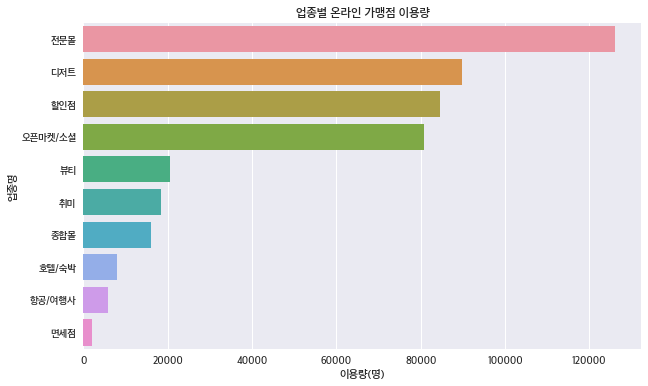 업종별 온라인 가맹점 이용량
전문몰
디저트
할인점
오픈마켓/소셜
뷰티
취미
종합몰
호텔/숙박
항공/여행사
면세점
업종명
0 20000 40000 60000 80000 100000 120000
이용량(명)